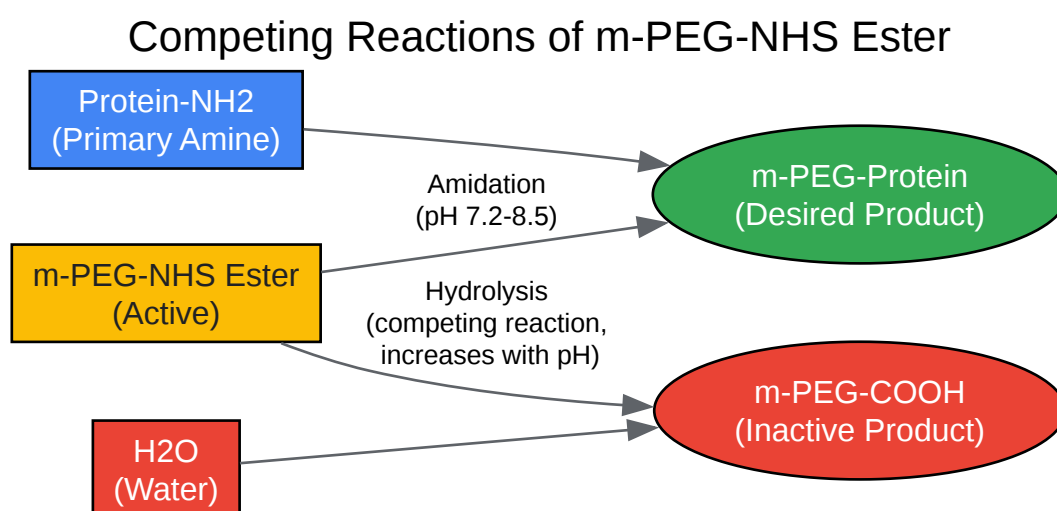 Competing Reactions of m-PEG-NHS Ester
Protein-NH2
(Primary Amine)
m-PEG-Protein
(Desired Product)
Amidation
(pH 7.2-8.5)
m-PEG-NHS Ester
(Active)
Hydrolysis
(competing reaction,
increases with pH)
m-PEG-COOH
(Inactive Product)
H2O
(Water)